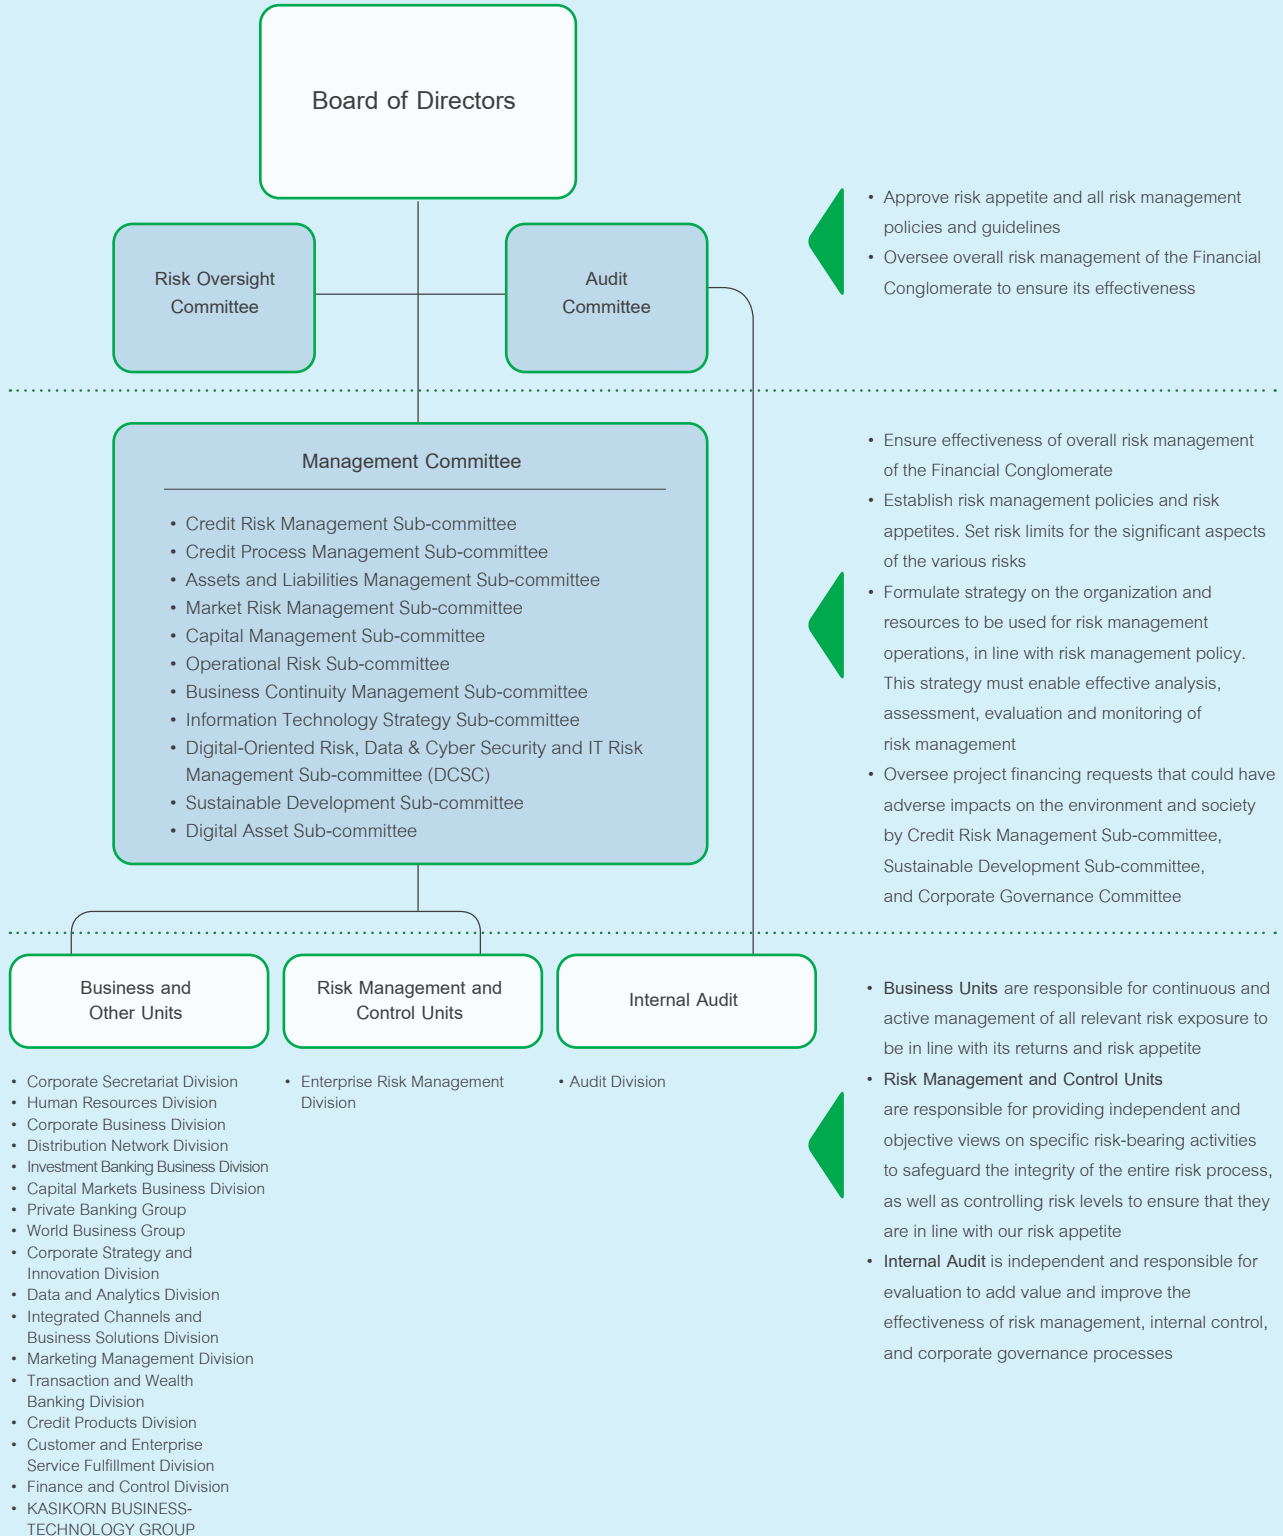 Board of Directors
Risk Oversight
Committee
Audit
Committee
• Approve risk appetite and all risk management
policies and guidelines
• Oversee overall risk management of the Financial
Conglomerate to ensure its effectiveness
Management Committee
• Credit Risk Management Sub-committee
• Credit Process Management Sub-committee
• Assets and Liabilities Management Sub-committee
• Market Risk Management Sub-committee
• Capital Management Sub-committee
• Operational Risk Sub-committee
• Business Continuity Management Sub-committee
• Information Technology Strategy Sub-committee
• Digital-Oriented Risk, Data & Cyber Security and IT Risk
Management Sub-committee (DCSC)
• Sustainable Development Sub-committee
• Digital Asset Sub-committee
• Ensure effectiveness of overall risk management
of the Financial Conglomerate
• Establish risk management policies and risk
appetites. Set risk limits for the significant aspects
of the various risks
• Formulate strategy on the organization and
resources to be used for risk management
operations, in line with risk management policy.
This strategy must enable effective analysis,
assessment, evaluation and monitoring of
risk management
• Oversee project financing requests that could have
adverse impacts on the environment and society
by Credit Risk Management Sub-committee,
Sustainable Development Sub-committee,
and Corporate Governance Committee
Business and
Other Units
• Corporate Secretariat Division
• Human Resources Division
• Corporate Business Division
• Distribution Network Division
• Investment Banking Business Division
• Capital Markets Business Division
• Private Banking Group
• World Business Group
• Corporate Strategy and
Innovation Division
• Data and Analytics Division
• Integrated Channels and
Business Solutions Division
• Marketing Management Division
• Transaction and Wealth
Banking Division
• Credit Products Division
• Customer and Enterprise
Service Fulfillment Division
• Finance and Control Division
• KASIKORN BUSINESS-
TECHNOLOGY GROUP
Risk Management and
Control Units
• Enterprise Risk Management
Division
Internal Audit
• Audit Division
• Business Units are responsible for continuous and
active management of all relevant risk exposure to
be in line with its returns and risk appetite
• Risk Management and Control Units
are responsible for providing independent and
objective views on specific risk-bearing activities
to safeguard the integrity of the entire risk process,
as well as controlling risk levels to ensure that they
are in line with our risk appetite
• Internal Audit is independent and responsible for
evaluation to add value and improve the
effectiveness of risk management, internal control,
and corporate governance processes